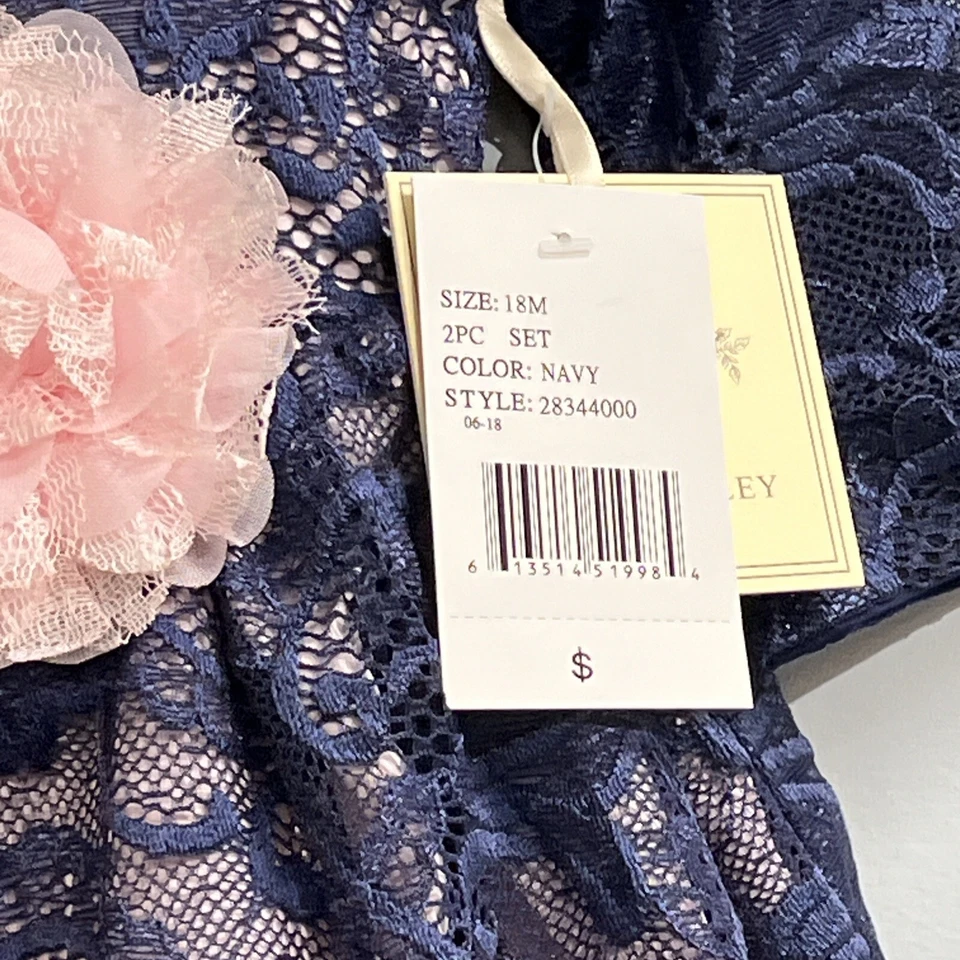 SIZE: 18M
2PC SET
COLOR: NAVY
STYLE: 28344000
06-18
6 13514 51998 4
$
LEY